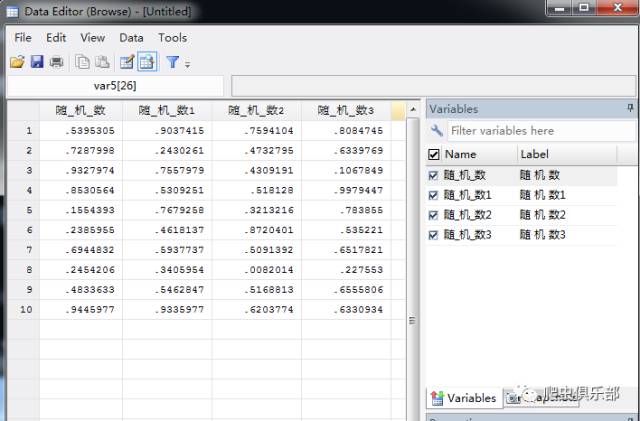 Data Editor (Browse) - [Untitled]
File Edit View Data Tools
var5[26]
随_机_数 随_机_数1 随_机_数2 随_机_数3
1 .5395305 .9037415 .7594104 .8084745
2 .7287998 .2430261 .4732795 .6339769
3 .9327974 .7557979 .4309191 .1067849
4 .8530564 .5309251 .518128 .9979447
5 .1554393 .7679258 .3213216 .783855
6 .2385955 .4618137 .8720401 .535221
7 .6944832 .5937737 .5091392 .6517821
8 .2454206 .3405954 .0082014 .227553
9 .4833633 .5462847 .5168813 .6555806
10 .9445977 .9335977 .6203774 .6330934
Variables
Filter variables here
Name Label
随_机_数 随 机 数
随_机_数1 随 机 数1
随_机_数2 随 机 数2
随_机_数3 随 机 数3
Variables
爬虫俱乐部